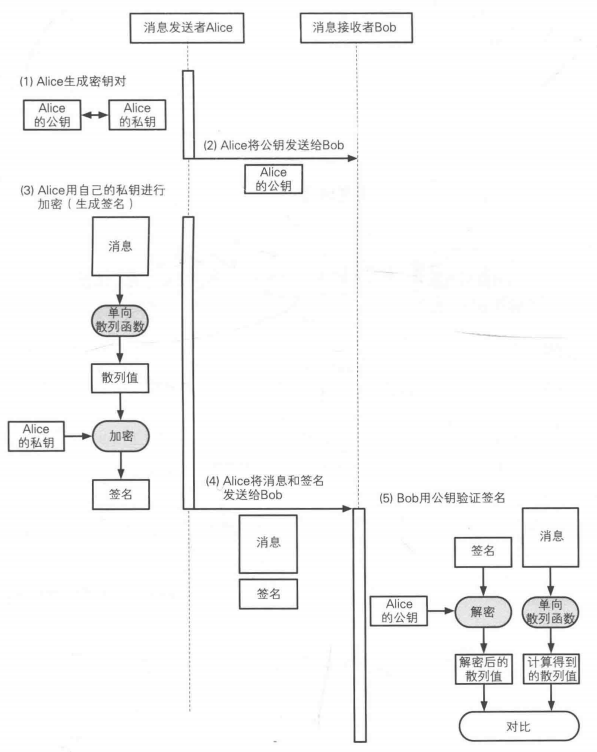 消息发送者Alice
消息接收者Bob
(1) Alice生成密钥对
Alice
的公钥
Alice
的私钥
(2) Alice将公钥发送给Bob
Alice
的公钥
(3) Alice用自己的私钥进行
加密（生成签名）
消息
单向
散列函数
散列值
Alice
的私钥
加密
签名
(4) Alice将消息和签名
发送给Bob
消息
签名
(5) Bob用公钥验证签名
签名
消息
Alice
的公钥
解密
单向
散列函数
解密后的
散列值
计算得到
的散列值
对比